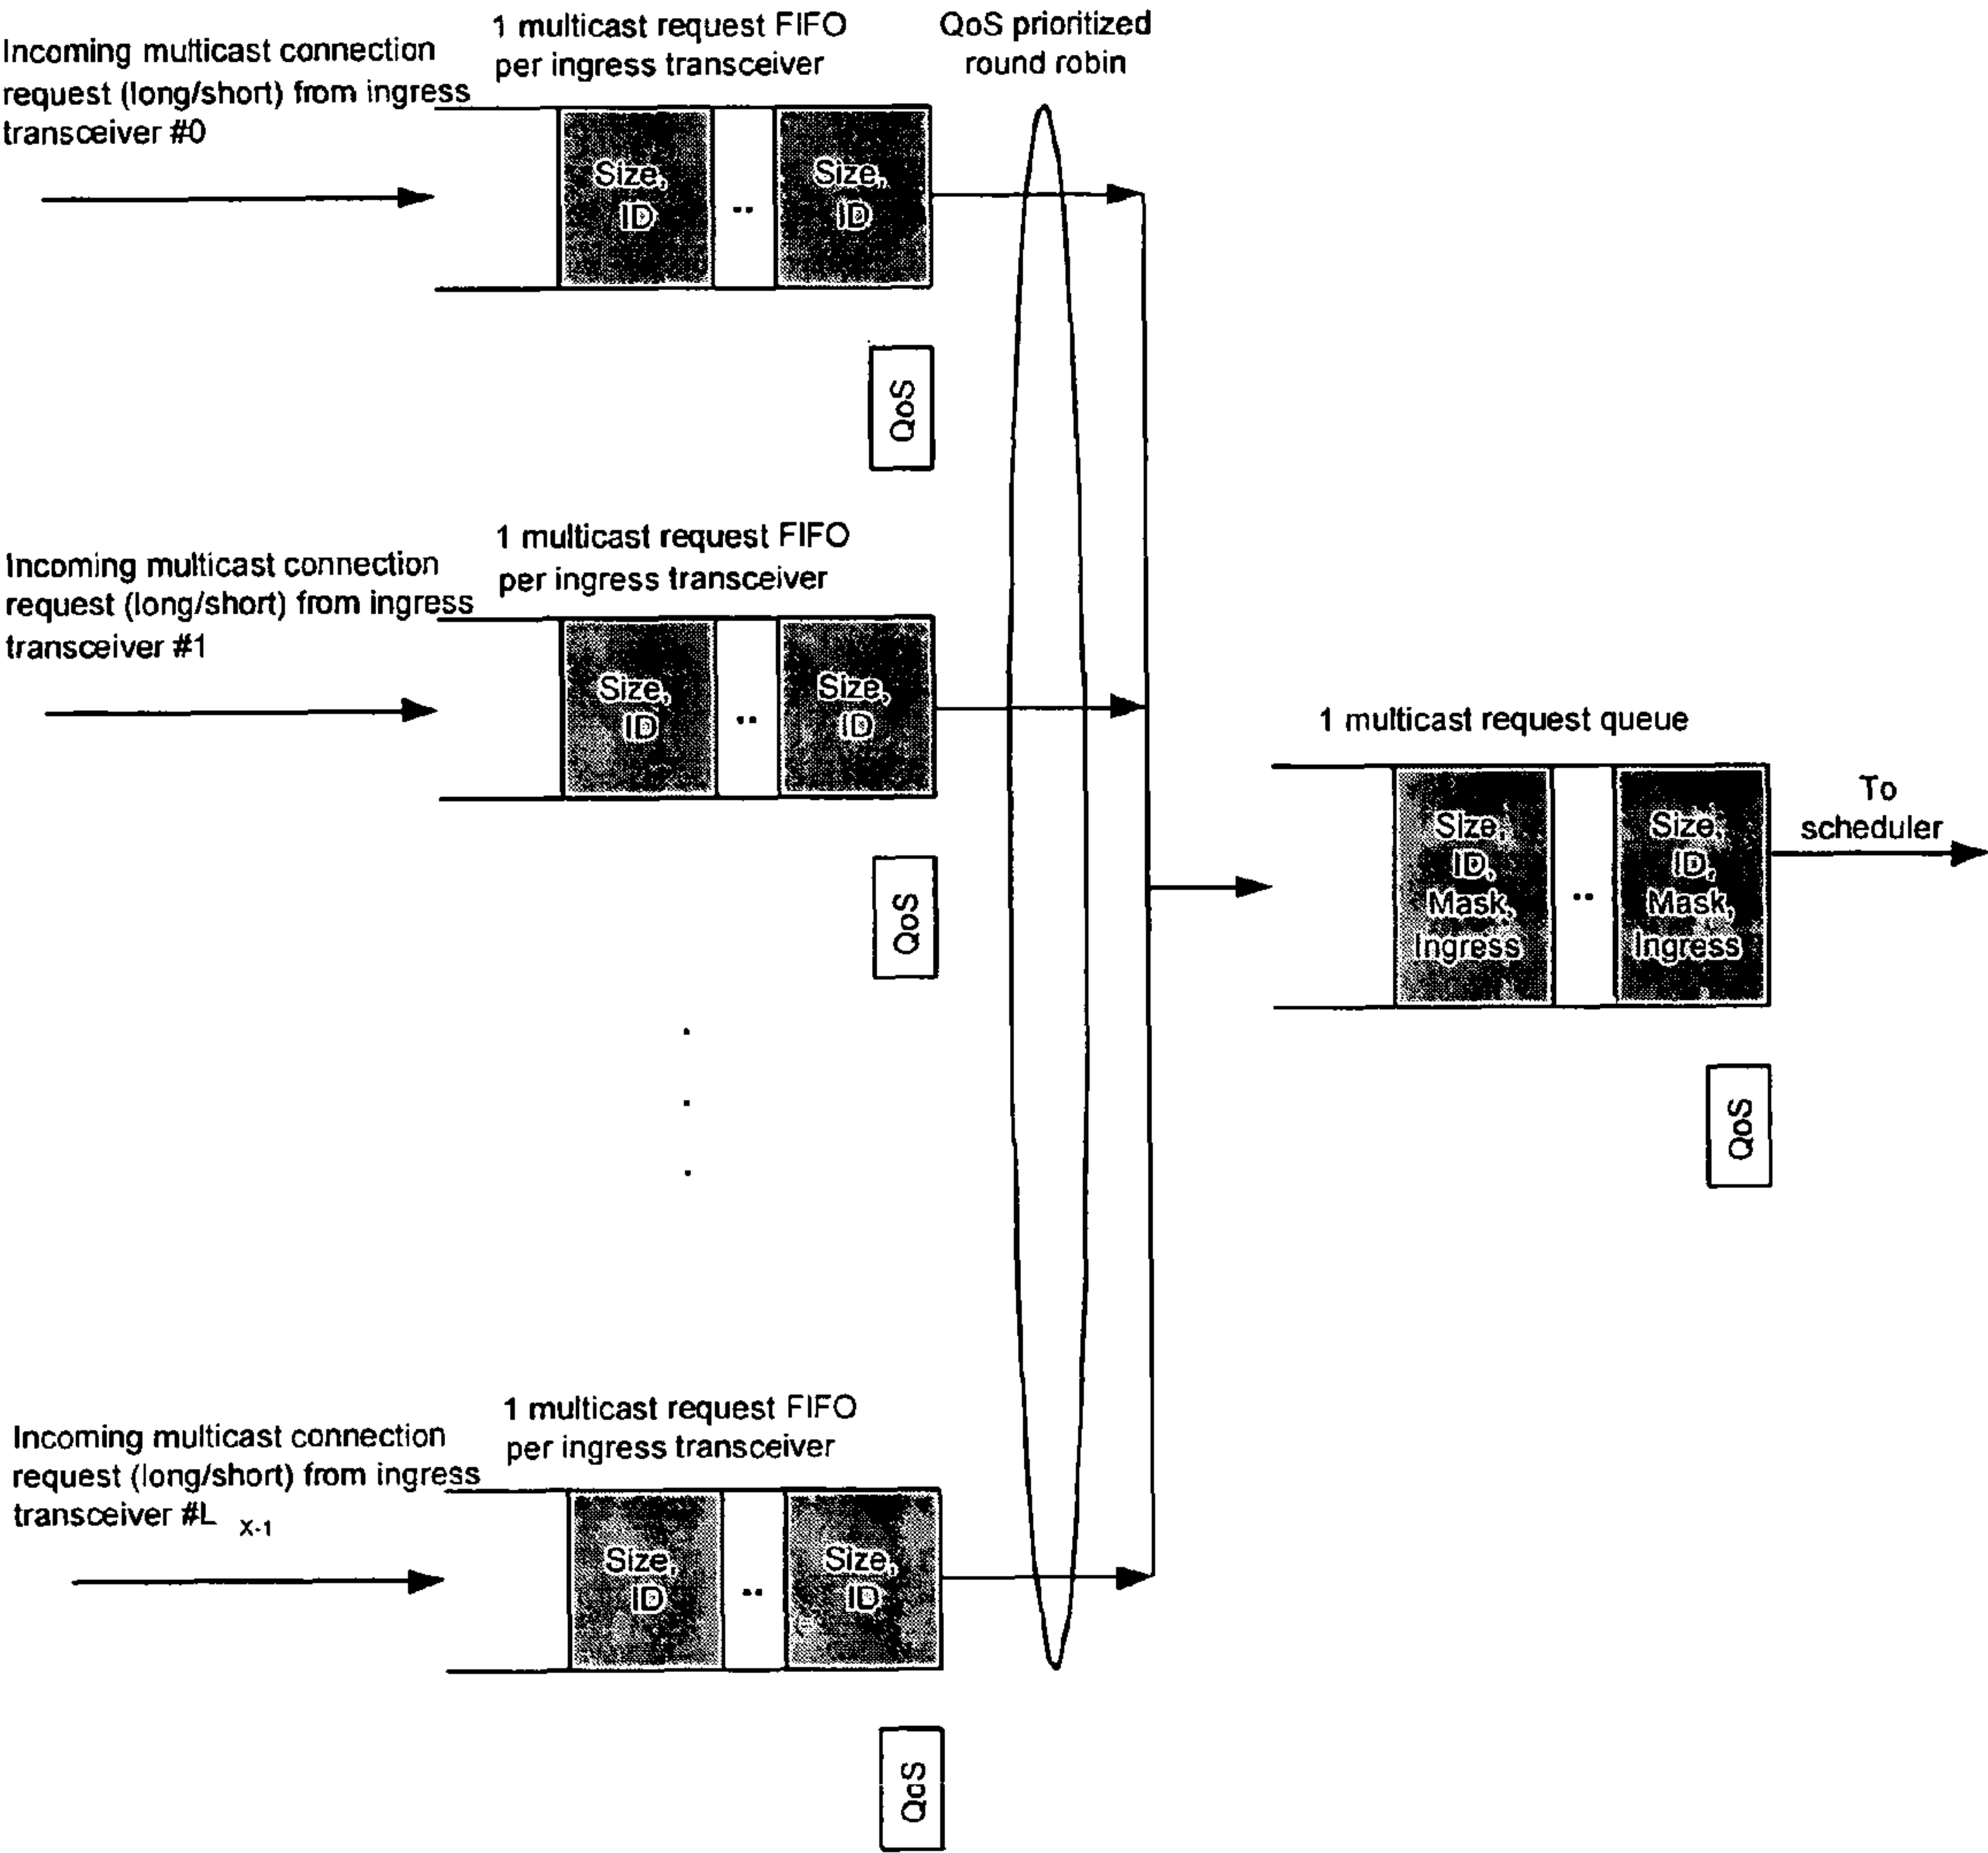 1 multicast request FIFO
per ingress transceiver
QoS prioritized
round robin
Incoming multicast connection
request (long/short) from ingress
transceiver #0
Size,
ID
..
Size,
ID
QoS
1 multicast request FIFO
per ingress transceiver
Incoming multicast connection
request (long/short) from ingress
transceiver #1
Size,
ID
..
Size,
ID
QoS
1 multicast request queue
To
scheduler
Size,
ID,
Mask,
Ingress
..
Size,
ID,
Mask,
Ingress
QoS
1 multicast request FIFO
per ingress transceiver
Incoming multicast connection
request (long/short) from ingress
transceiver #L X-1
Size,
ID
..
Size,
ID
QoS